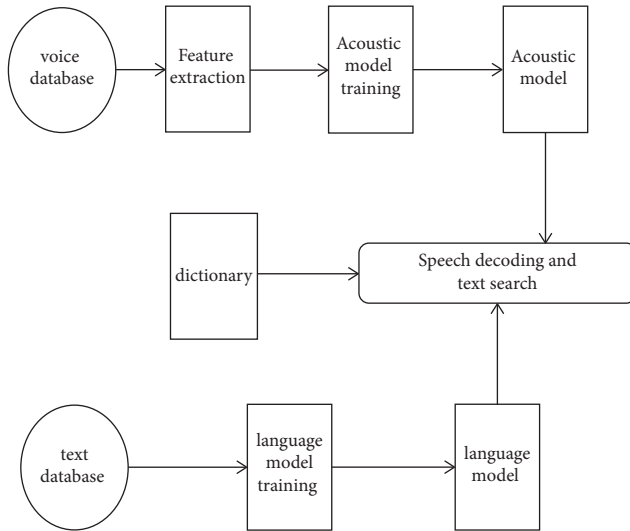 voice
database
Feature
extraction
Acoustic
model
training
Acoustic
model
dictionary
Speech decoding and
text search
text
database
language
model
training
language
model